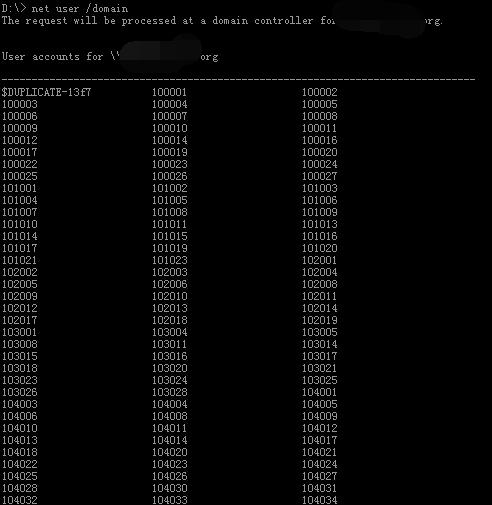 D:\> net user /domain
The request will be processed at a domain controller for org.
User accounts for \\ org
-------------------------------------------------------------------------------
$DUPLICATE-13f7 100001 100002
100003 100004 100005
100006 100007 100008
100009 100010 100011
100012 100014 100016
100017 100019 100020
100022 100023 100024
100025 100026 100027
101001 101002 101003
101004 101005 101006
101007 101008 101009
101010 101011 101013
101014 101015 101016
101017 101019 101020
101021 101023 102001
102002 102003 102004
102005 102006 102008
102009 102010 102011
102012 102013 102014
102017 102018 102019
103001 103004 103005
103008 103011 103014
103015 103016 103017
103018 103020 103021
103023 103024 103025
103026 103028 104001
104003 104004 104005
104006 104008 104009
104010 104011 104012
104013 104014 104017
104018 104020 104021
104022 104023 104024
104025 104026 104027
104028 104030 104031
104032 104033 104034